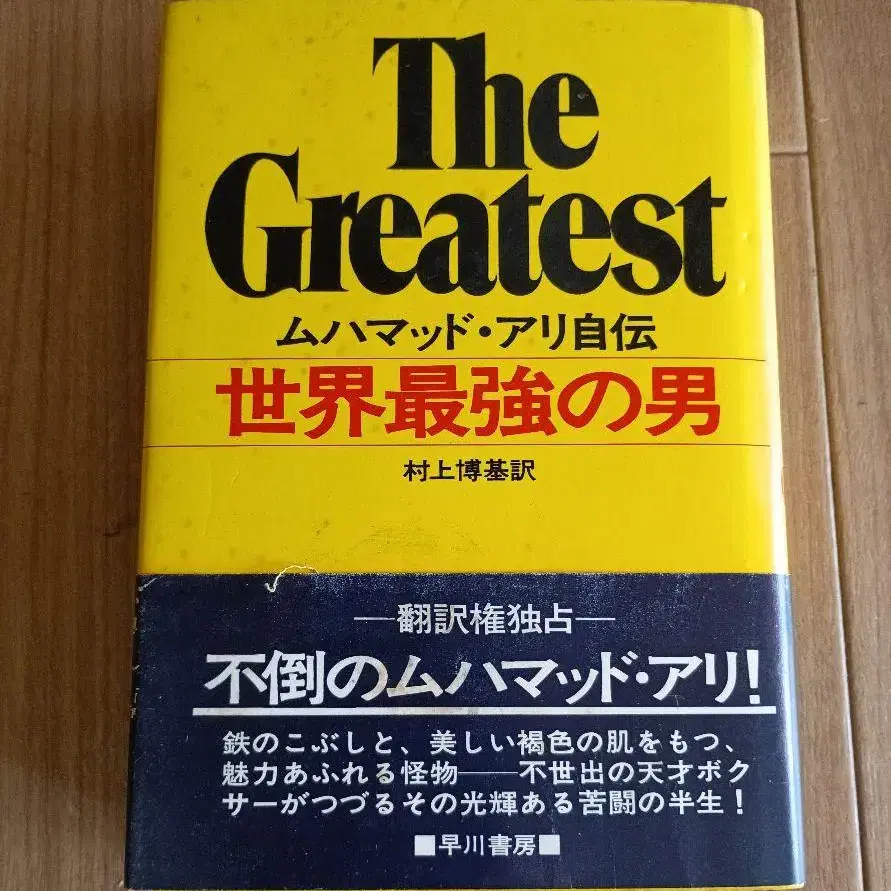 The
Greatest
ムハマッド・アリ自伝
世界最強の男
村上博基訳
—翻訳権独占—
不倒のムハマッド・アリ!
鉄のこぶしと、美しい褐色の肌をもつ、
魅力あふれる怪物——不世出の天才ボク
サーがつづるその光輝ある苦闘の半生!
■早川書房■